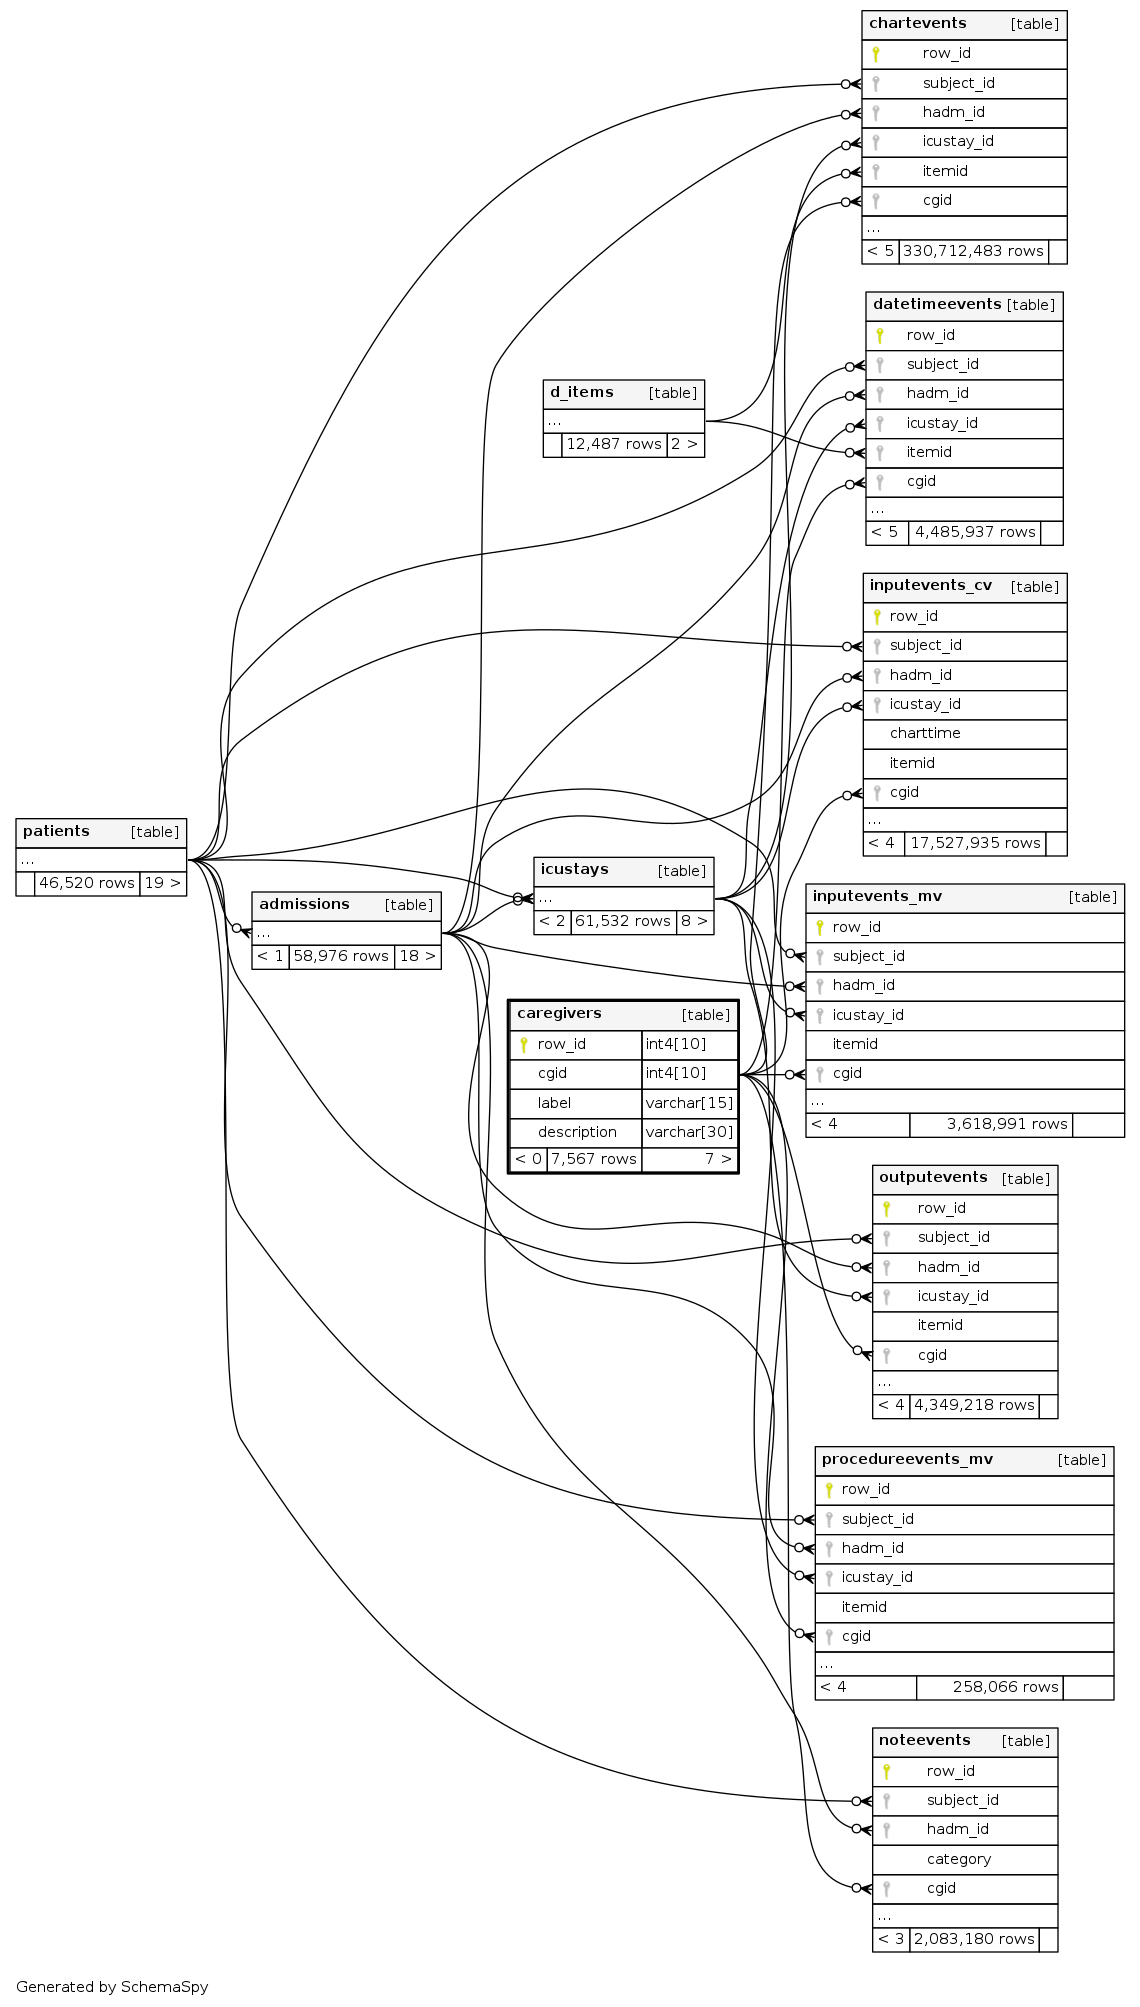 chartevents [table]
row_id
subject_id
hadm_id
icustay_id
itemid
cgid
...
< 5 330,712,483 rows
datetimeevents [table]
row_id
subject_id
hadm_id
icustay_id
itemid
cgid
...
< 5 4,485,937 rows
d_items [table]
...
12,487 rows 2 >
inputevents_cv [table]
row_id
subject_id
hadm_id
icustay_id
charttime
itemid
cgid
...
< 4 17,527,935 rows
patients [table]
...
46,520 rows 19 >
admissions [table]
...
< 1 58,976 rows 18 >
icustays [table]
...
< 2 61,532 rows 8 >
caregivers [table]
row_id int4[10]
cgid int4[10]
label varchar[15]
description varchar[30]
< 0 7,567 rows 7 >
inputevents_mv [table]
row_id
subject_id
hadm_id
icustay_id
itemid
cgid
...
< 4 3,618,991 rows
outputevents [table]
row_id
subject_id
hadm_id
icustay_id
itemid
cgid
...
< 4 4,349,218 rows
procedureevents_mv [table]
row_id
subject_id
hadm_id
icustay_id
itemid
cgid
...
< 4 258,066 rows
noteevents [table]
row_id
subject_id
hadm_id
category
cgid
...
< 3 2,083,180 rows
Generated by SchemaSpy